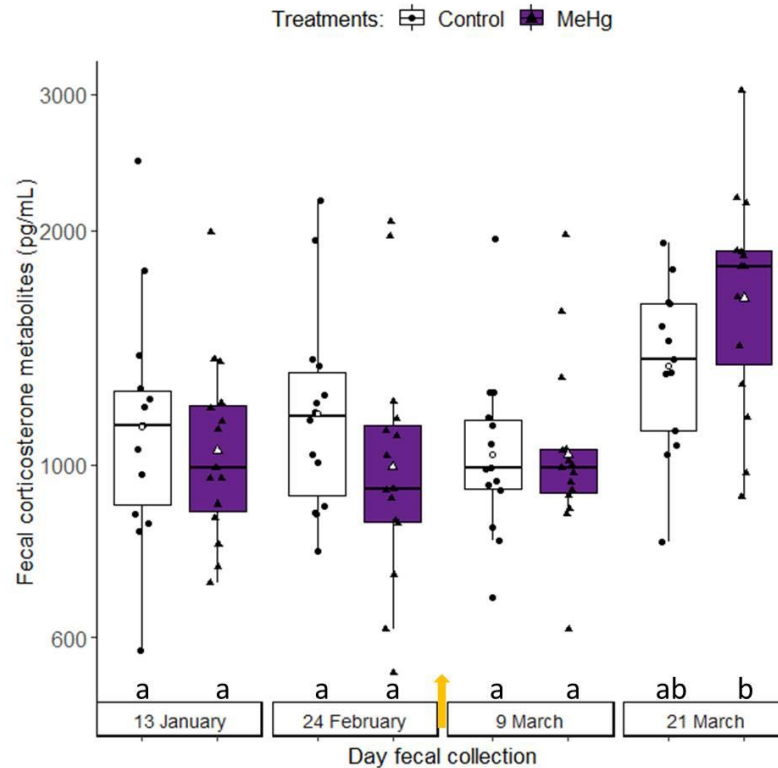 Treatments: Control MeHg
3000
2000
1000
600
Fecal corticosterone metabolites (pg/mL)
a a a a a a ab b
13 January 24 February 9 March 21 March
Day fecal collection